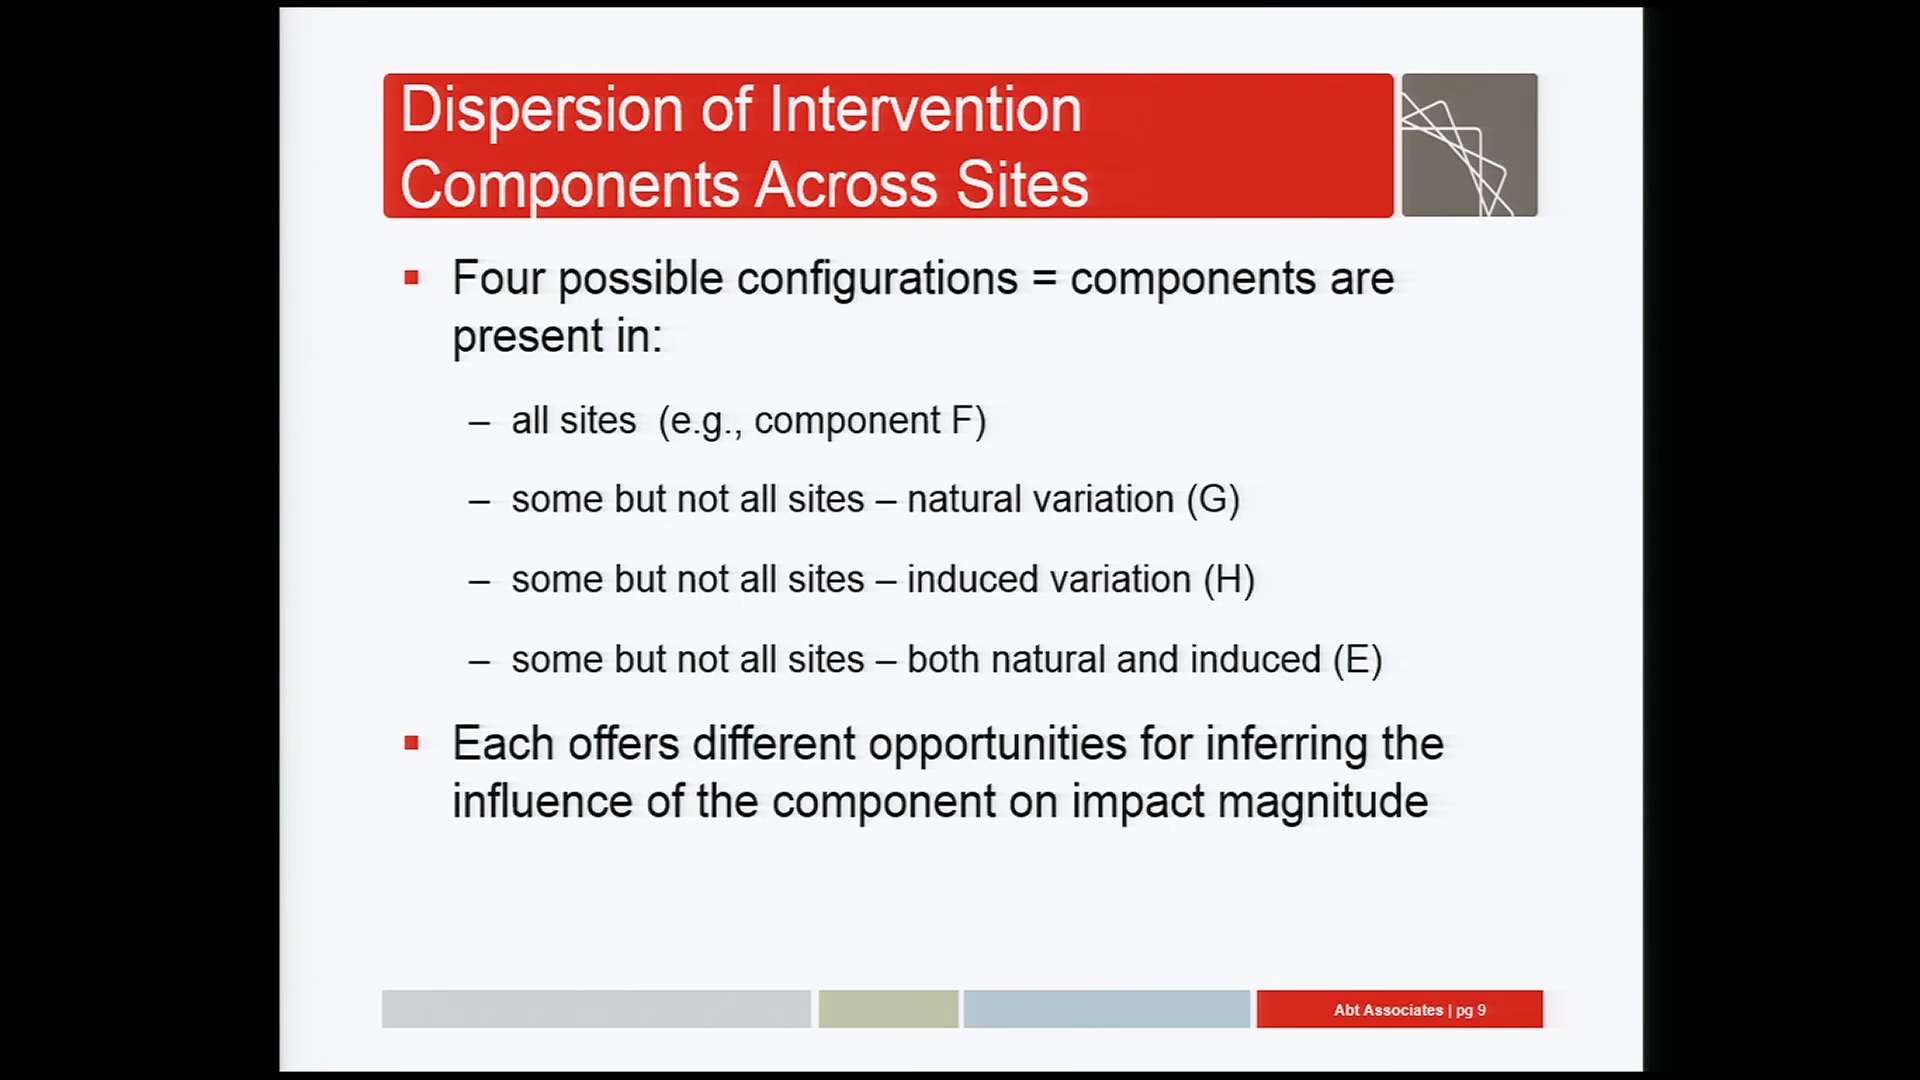 Dispersion of Intervention
Components Across Sites
▪ Four possible configurations = components are
present in:
– all sites (e.g., component F)
– some but not all sites – natural variation (G)
– some but not all sites – induced variation (H)
– some but not all sites – both natural and induced (E)
▪ Each offers different opportunities for inferring the
influence of the component on impact magnitude
Abt Associates | pg 9